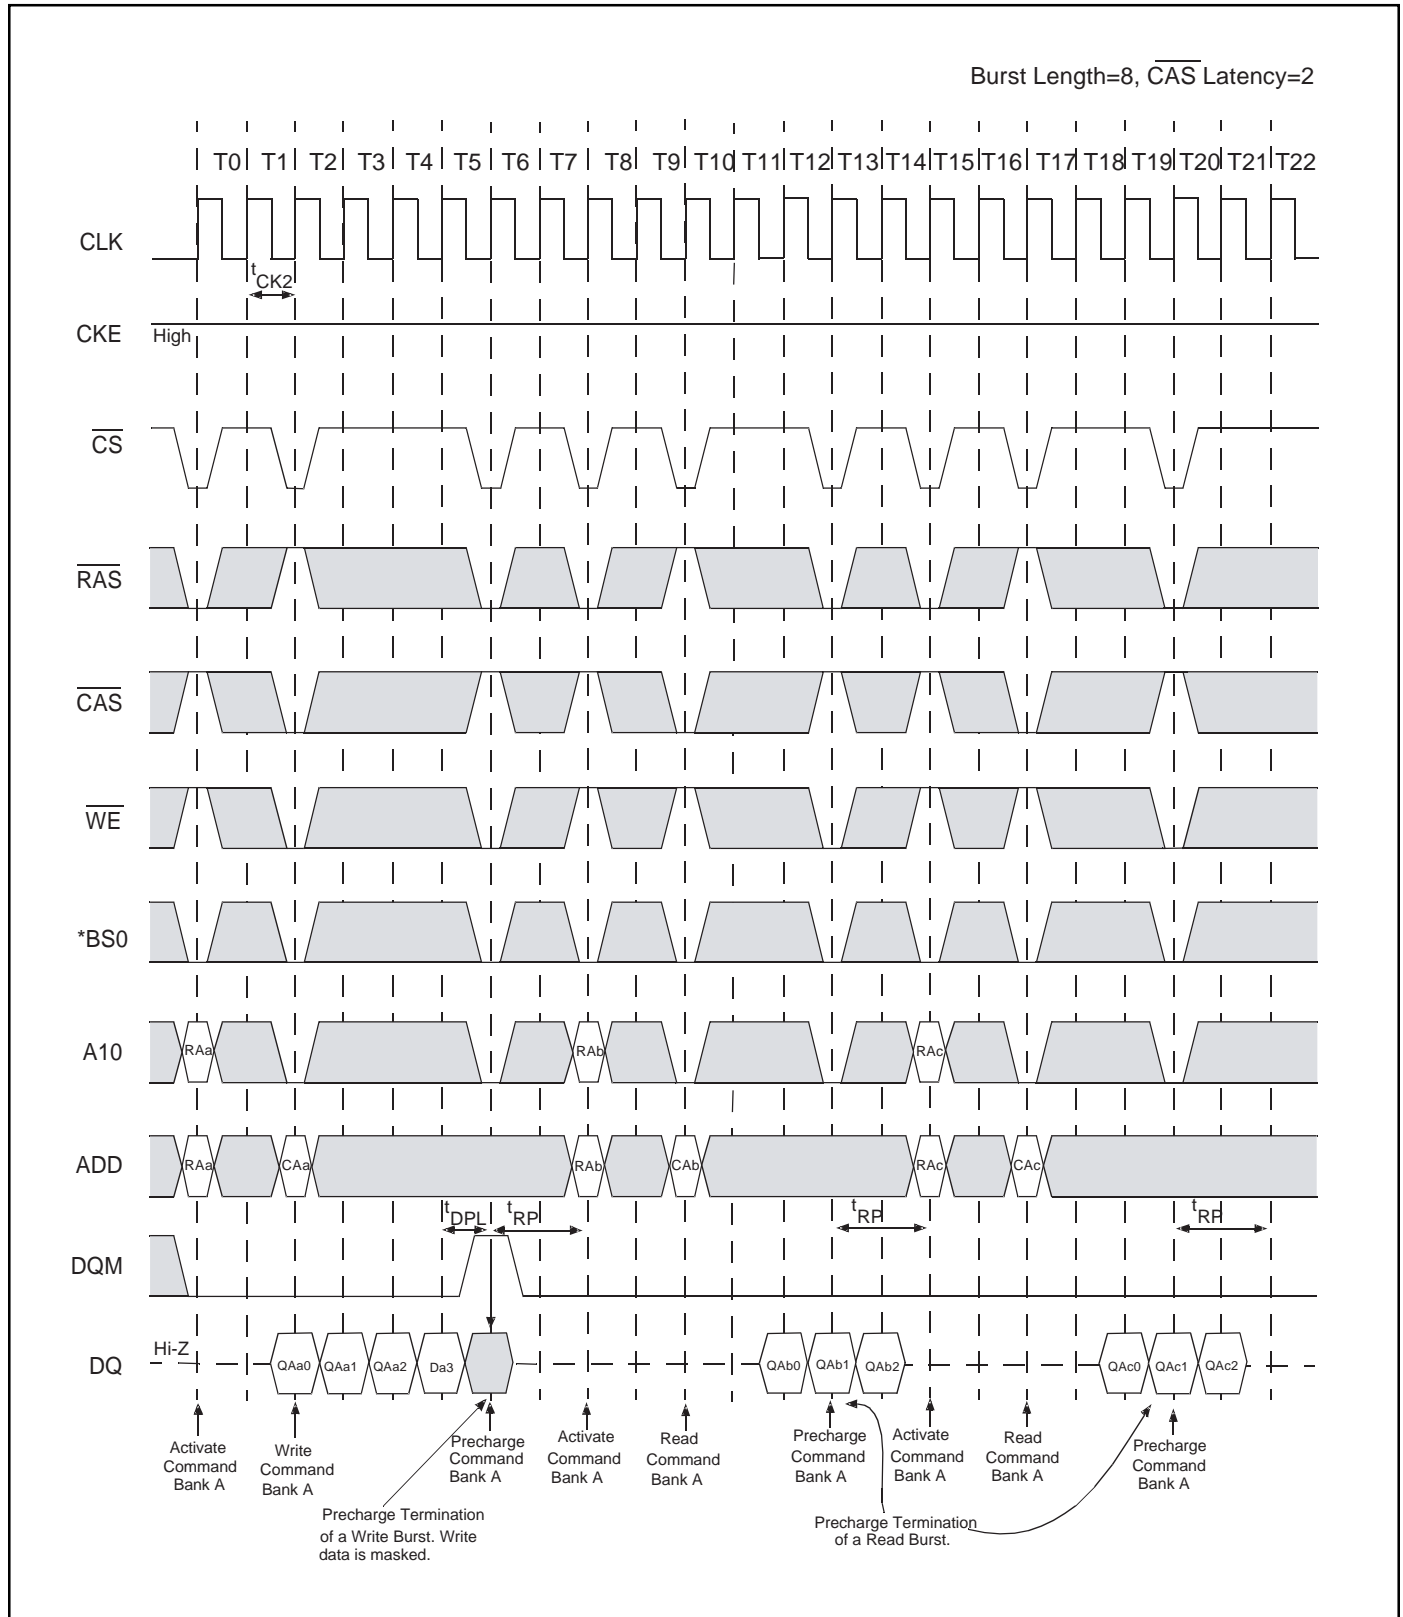 Burst Length=8, CAS Latency=2
T0 T1 T2 T3 T4 T5 T6 T7 T8 T9 T10 T11 T12 T13 T14 T15 T16 T17 T18 T19 T20 T21 T22
CLK
tCK2
CKE
High
CS
RAS
CAS
WE
*BS0
A10
RAa RAb RAc
ADD
RAa CAa RAb CAb RAc CAc
tDPL tRP tRP tRP
DQM
DQ
Hi-Z
QAa0 QAa1 QAa2 Da3 QAb0 QAb1 QAb2 QAc0 QAc1 QAc2
Activate
Command
Bank A
Write
Command
Bank A
Precharge
Command
Bank A
Activate
Command
Bank A
Read
Command
Bank A
Precharge
Command
Bank A
Activate
Command
Bank A
Read
Command
Bank A
Precharge
Command
Bank A
Precharge Termination
of a Write Burst. Write
data is masked.
Precharge Termination
of a Read Burst.